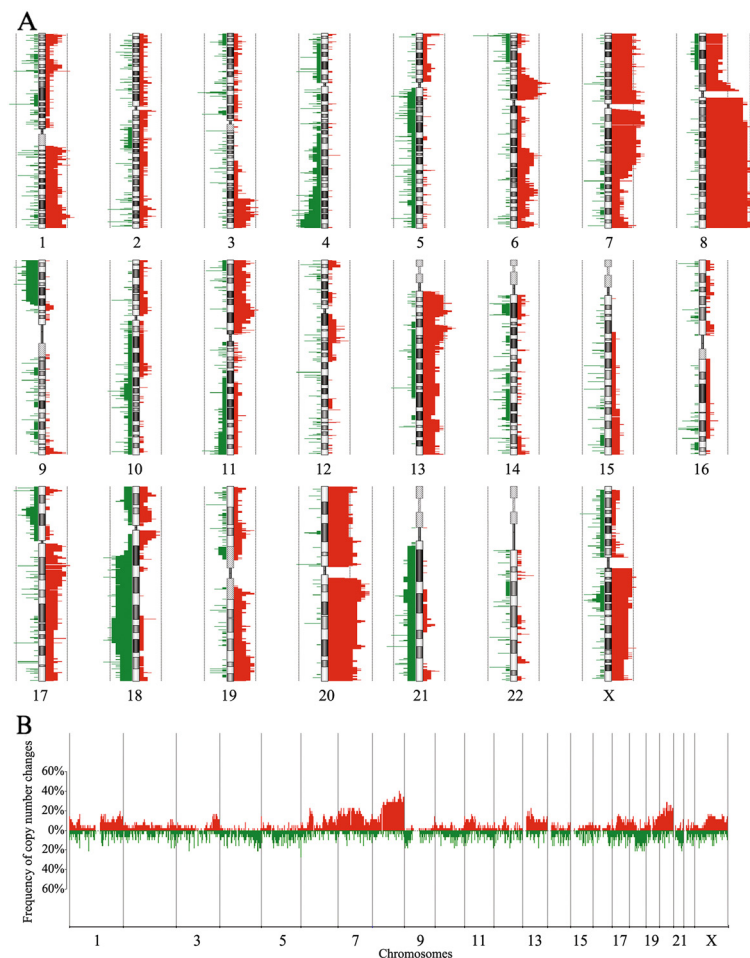 A
1 2 3 4 5 6 7 8
9 10 11 12 13 14 15 16
17 18 19 20 21 22 X
B
Frequency of copy number changes
60%
40%
20%
0%
20%
40%
60%
1 3 5 7 9 11 13 15 17 19 21 X
Chromosomes